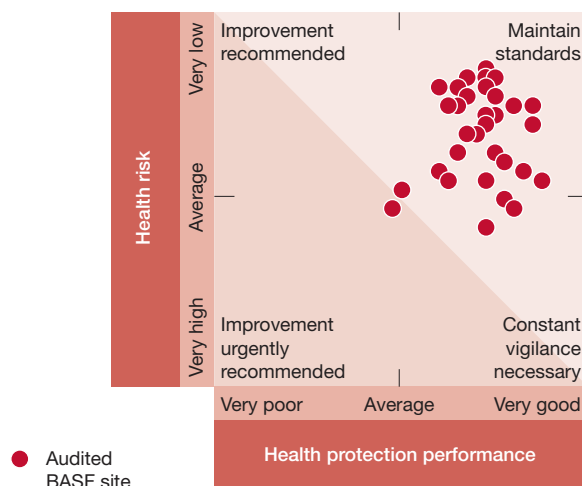 Improvement
recommended
Maintain
standards
Health risk
Very low
Average
Very high
Improvement
urgently
recommended
Constant
vigilance
necessary
Very poor
Average
Very good
Health protection performance
Audited
BASF site